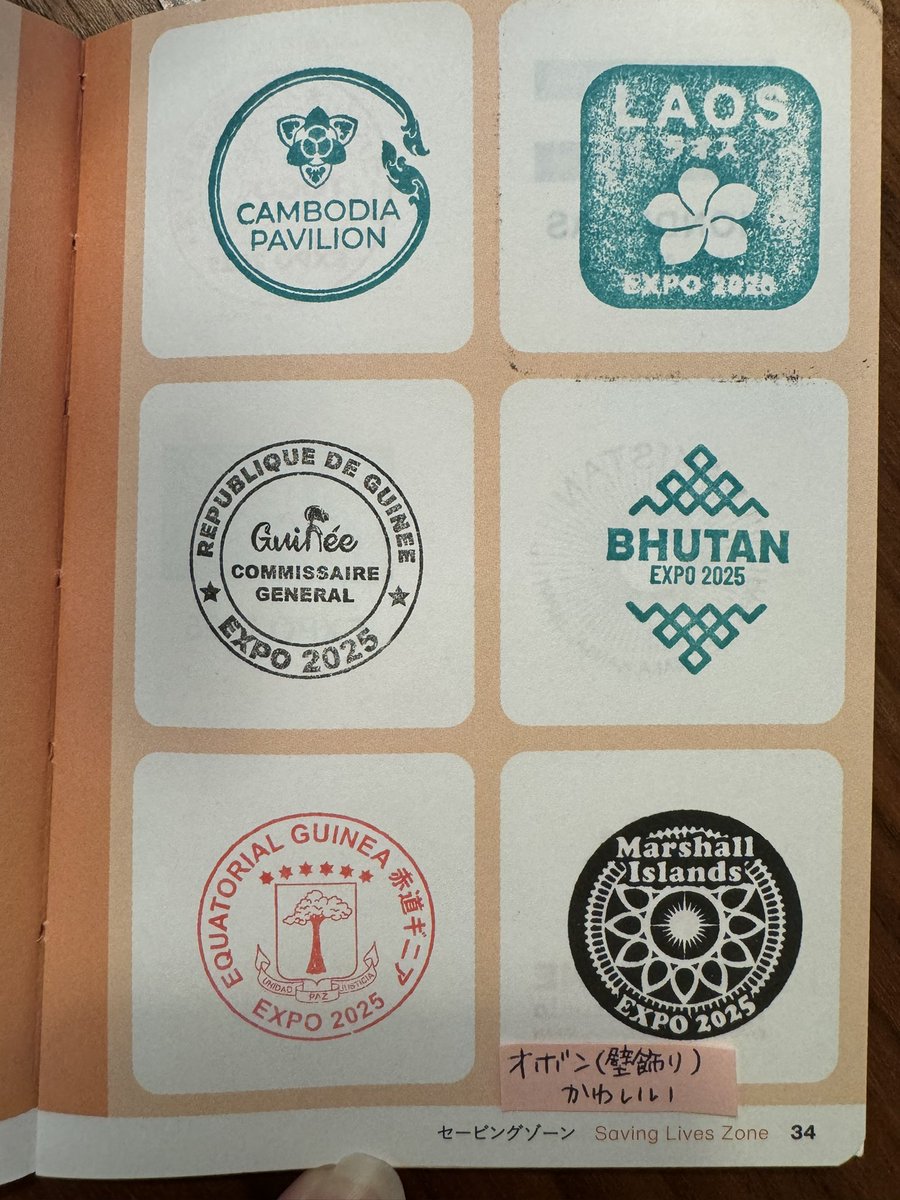 CAMBODIA
PAVILION
LAOS
ラオス
EXPO 2025
REPUBLIQUE DE GUINEE
Guinée
COMMISSAIRE
GENERAL
EXPO 2025
BHUTAN
EXPO 2025
EQUATORIAL GUINEA 赤道ギニア
UNIDAD PAZ JUSTICIA
EXPO 2025
Marshall
Islands
EXPO 2025
オボン(壁飾り)
かわいい
セービングゾーン Saving Lives Zone 34